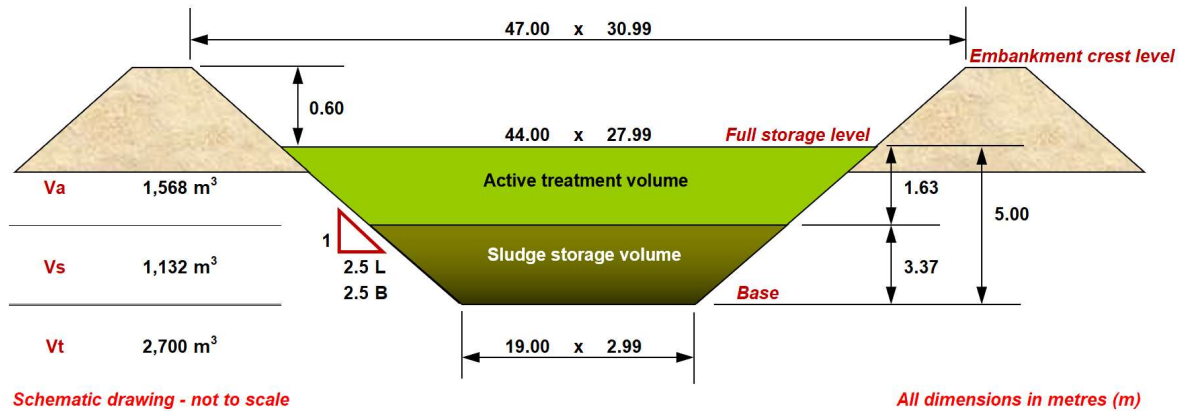 47.00 x 30.99
Embankment crest level
0.60
44.00 x 27.99
Full storage level
Va 1,568 m³
Active treatment volume
1.63
5.00
1
2.5 L
2.5 B
Vs 1,132 m³
Sludge storage volume
3.37
Base
Vt 2,700 m³
19.00 x 2.99
Schematic drawing - not to scale
All dimensions in metres (m)